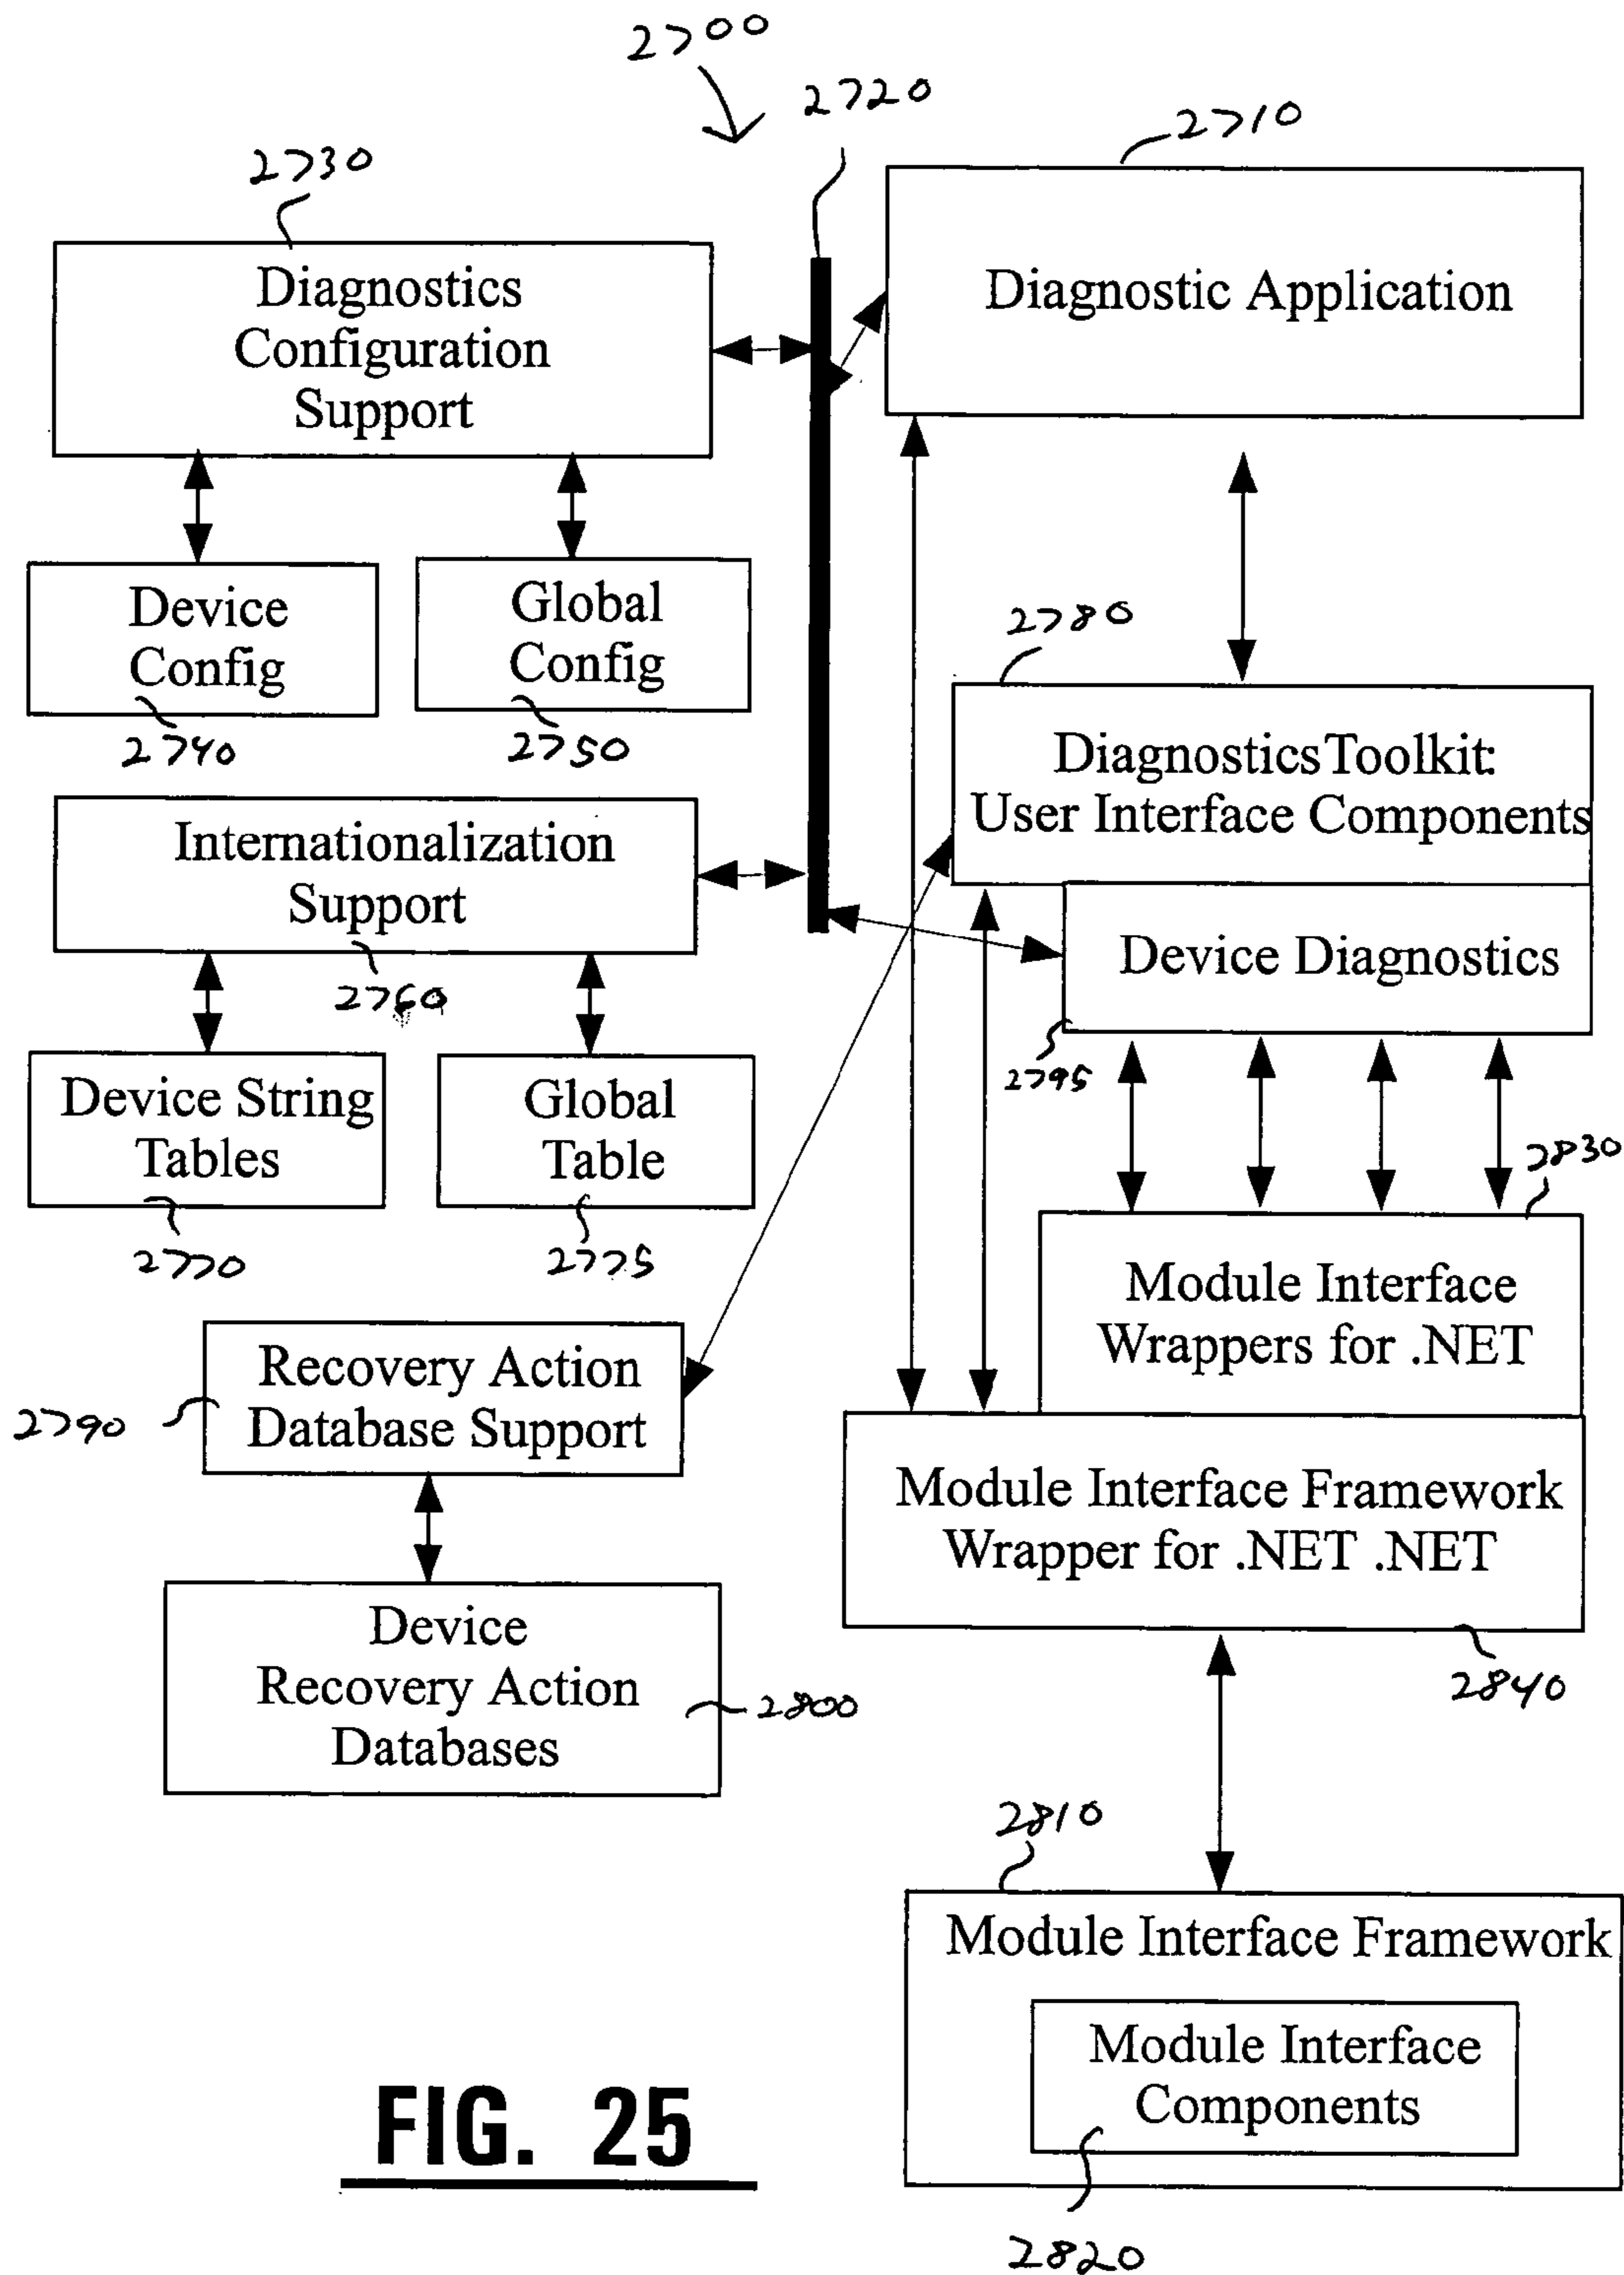 2700
2720
2710
2730
Diagnostics
Configuration
Support
Diagnostic Application
Device
Config
Global
Config
2740
2750
2780
DiagnosticsToolkit:
User Interface Components
Internationalization
Support
2760
Device Diagnostics
2795
Device String
Tables
Global
Table
2770
2775
2830
Module Interface
Wrappers for .NET
Recovery Action
Database Support
2790
Module Interface Framework
Wrapper for .NET .NET
2840
Device
Recovery Action
Databases
2800
2810
Module Interface Framework
Module Interface
Components
2820
FIG. 25